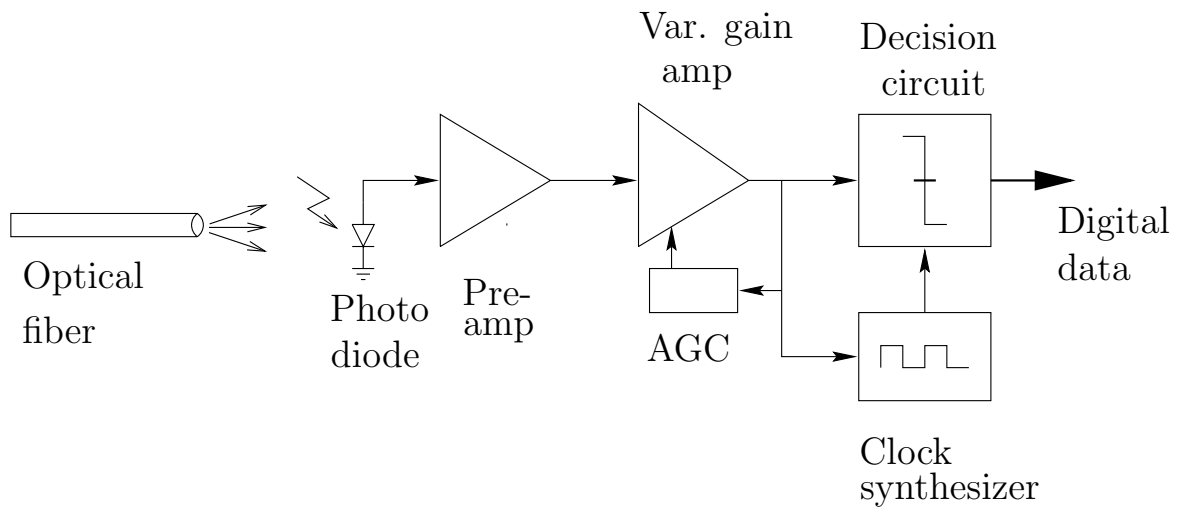 Var. gain
amp
Decision
circuit
Optical
fiber
Photo
diode
Pre-
amp
AGC
Digital
data
Clock
synthesizer